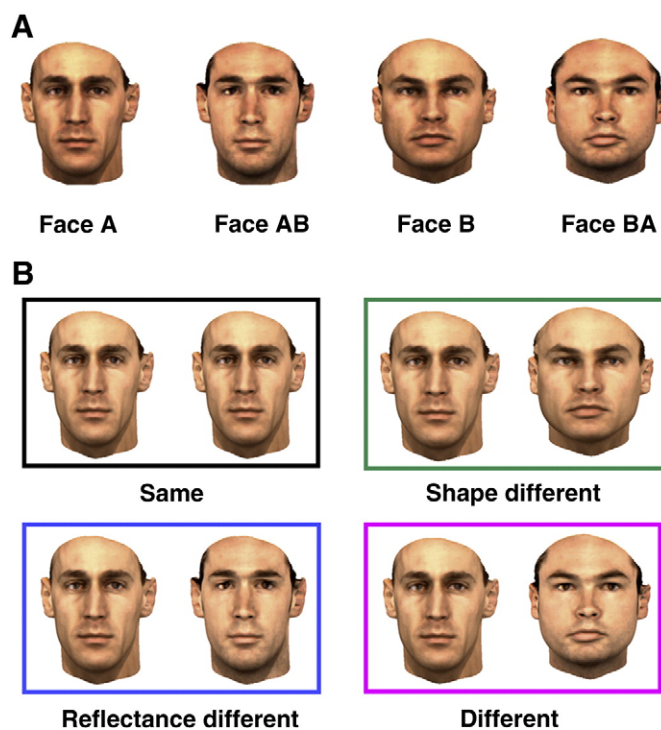 A
Face A
Face AB
Face B
Face BA
B
Same
Shape different
Reflectance different
Different